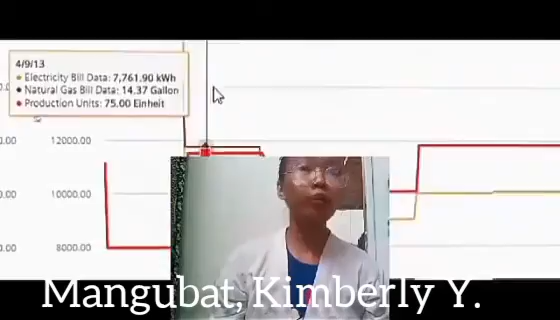 4/9/13
Electricity Bill Data: 7,761.90 kWh
Natural Gas Bill Data: 14.37 Gallon
Production Units: 75.00 Einheit
12000.00
10000.00
8000.00
Mangubat, Kimberly Y.